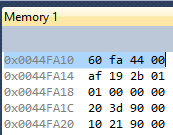 Memory 1
0x0044FA10 60 fa 44 00
0x0044FA14 af 19 2b 01
0x0044FA18 01 00 00 00
0x0044FA1C 20 3d 90 00
0x0044FA20 10 21 90 00